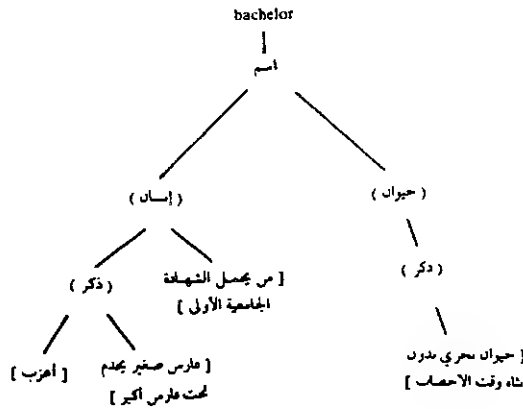 bachelor
اسم
( إنسان )
( حيوان )
( ذكر )
[ من يحمل الشهادة
الجامعية الأولى ]
( ذكر )
[ أعزب ]
[ فارس صغير يخدم
تحت فارس أكبر ]
[ حيوان بحري بدون
وقت الاخصاب ]